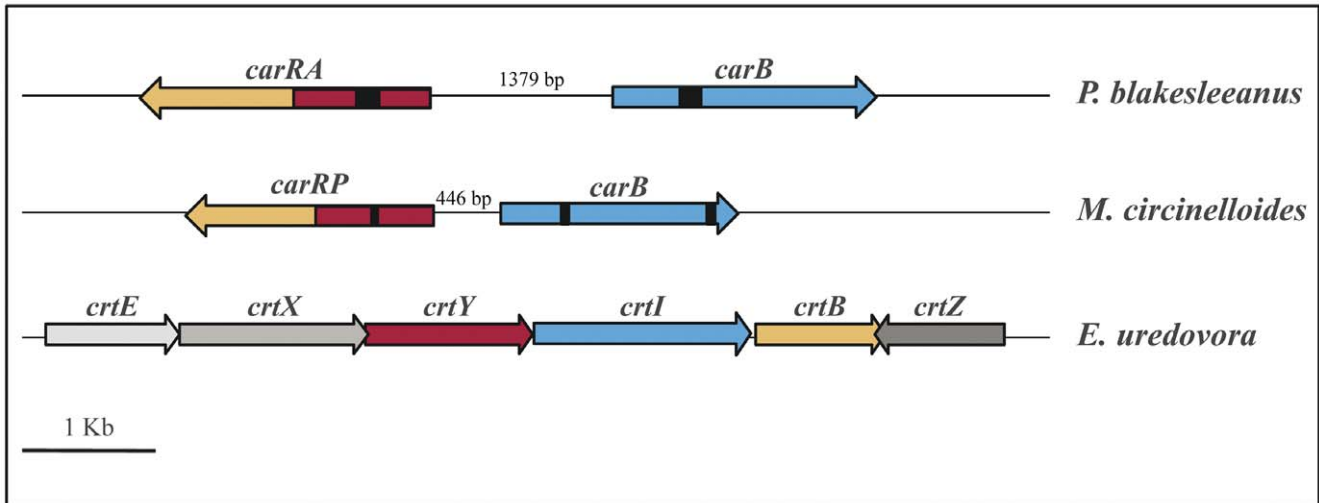 carRA 1379 bp carB P. blakesleeanus
carRP 446 bp carB M. circinelloides
crtE crtX crtY crtI crtB crtZ E. uredovora
1 Kb